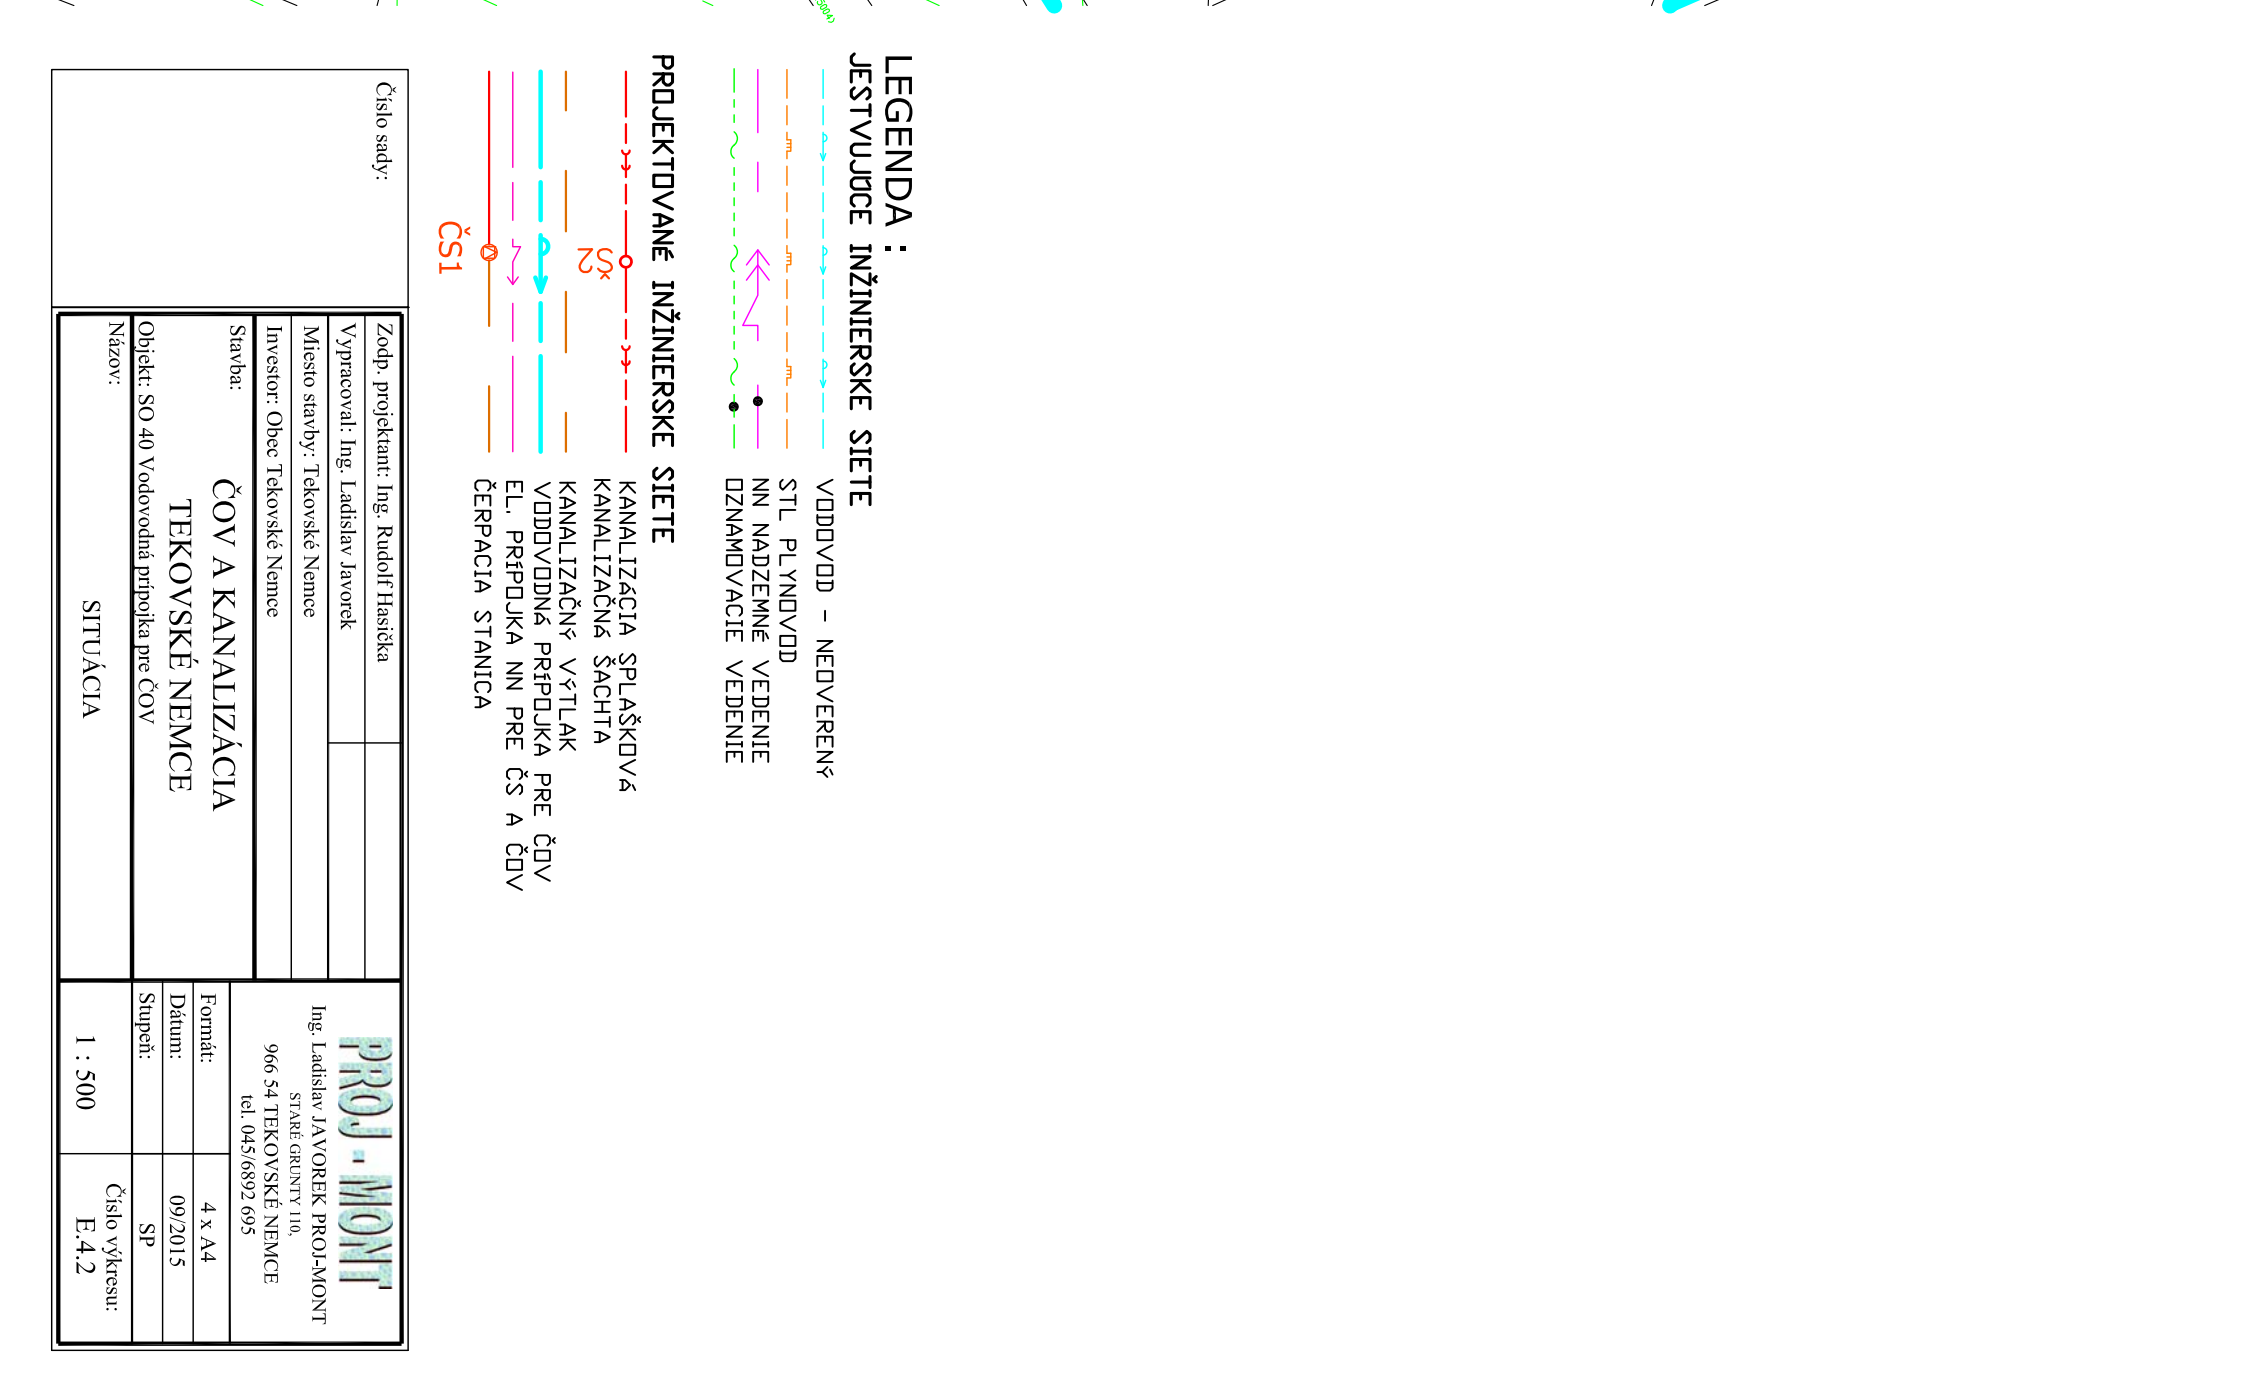 LEGENDA :
JESTVUJÚCE INŽINIERSKE SIETE
VODOVOD - NEOVERENÝ
STL PLYNOVOD
NN NADZEMNÉ VEDENIE
OZNAMOVACIE VEDENIE
PROJEKTOVANÉ INŽINIERSKE SIETE
KANALIZÁCIA SPLAŠKOVÁ
Š2
KANALIZAČNÁ ŠACHTA
KANALIZAČNÝ VÝTLAK
VODOVODNÁ PRÍPOJKA PRE ČOV
EL. PRÍPOJKA NN PRE ČS A ČOV
ČERPACIA STANICA
ČS1
Číslo sady:
Zodp. projektant: Ing. Rudolf Hasička
Vypracoval: Ing. Ladislav Javorek
Miesto stavby: Tekovské Nemce
Investor: Obec Tekovské Nemce
Stavba:
ČOV A KANALIZÁCIA
TEKOVSKÉ NEMCE
Objekt: SO 40 Vodovodná prípojka pre ČOV
Názov:
SITUÁCIA
PROJ - MONT
Ing. Ladislav JAVOREK PROJ-MONT
STARÉ GRUNTY 110,
966 54 TEKOVSKÉ NEMCE
tel. 045/6892 695
Formát: 4 x A4
Dátum: 09/2015
Stupeň: SP
1 : 500
Číslo výkresu:
E.4.2